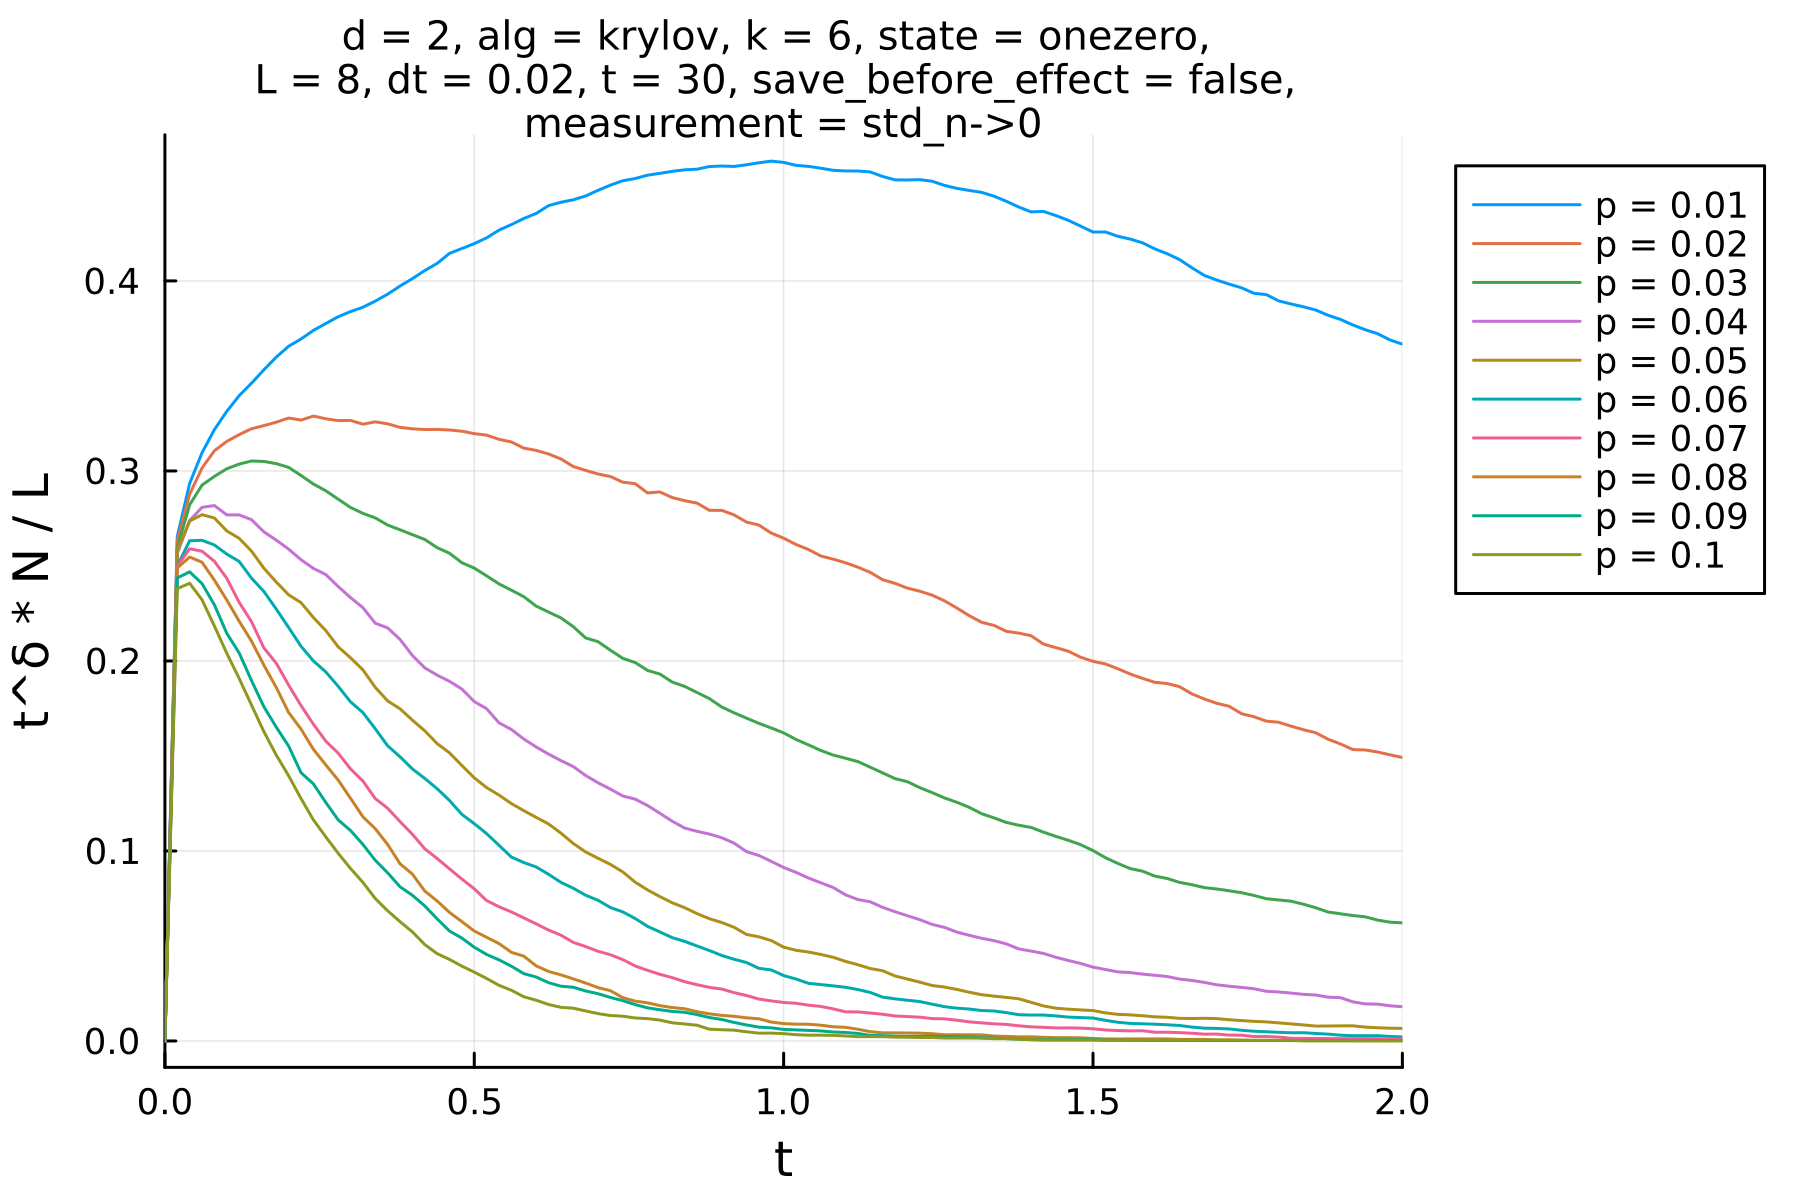 d = 2, alg = krylov, k = 6, state = onezero,
L = 8, dt = 0.02, t = 30, save_before_effect = false,
measurement = std_n->0
t^δ * N / L
0.4
0.3
0.2
0.1
0.0
0.0 0.5 1.0 1.5 2.0
t
p = 0.01
p = 0.02
p = 0.03
p = 0.04
p = 0.05
p = 0.06
p = 0.07
p = 0.08
p = 0.09
p = 0.1